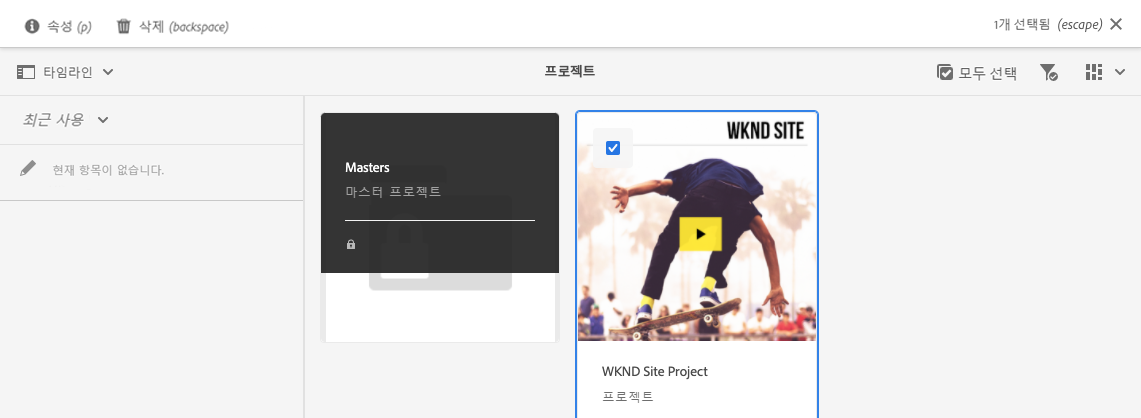 속성 (p) 삭제 (backspace) 1개 선택됨 (escape)
타임라인 프로젝트 모두 선택
최근 사용
현재 항목이 없습니다.
Masters
마스터 프로젝트
WKND SITE
WKND Site Project
프로젝트